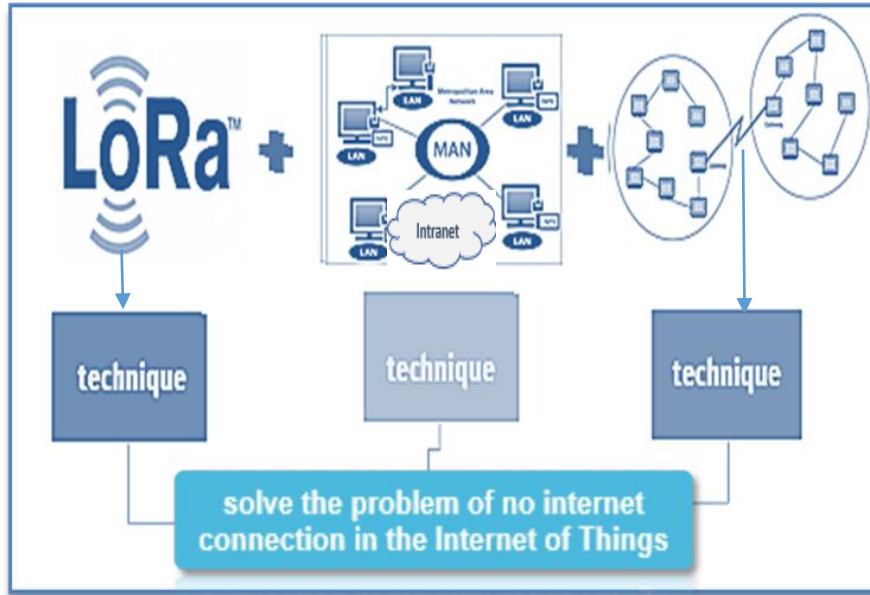 LoRa™
LAN
Metropolitan Area
Network
LAN
LAN
LAN
MAN
LAN
LAN
Intranet
technique
technique
technique
solve the problem of no internet
connection in the Internet of Things